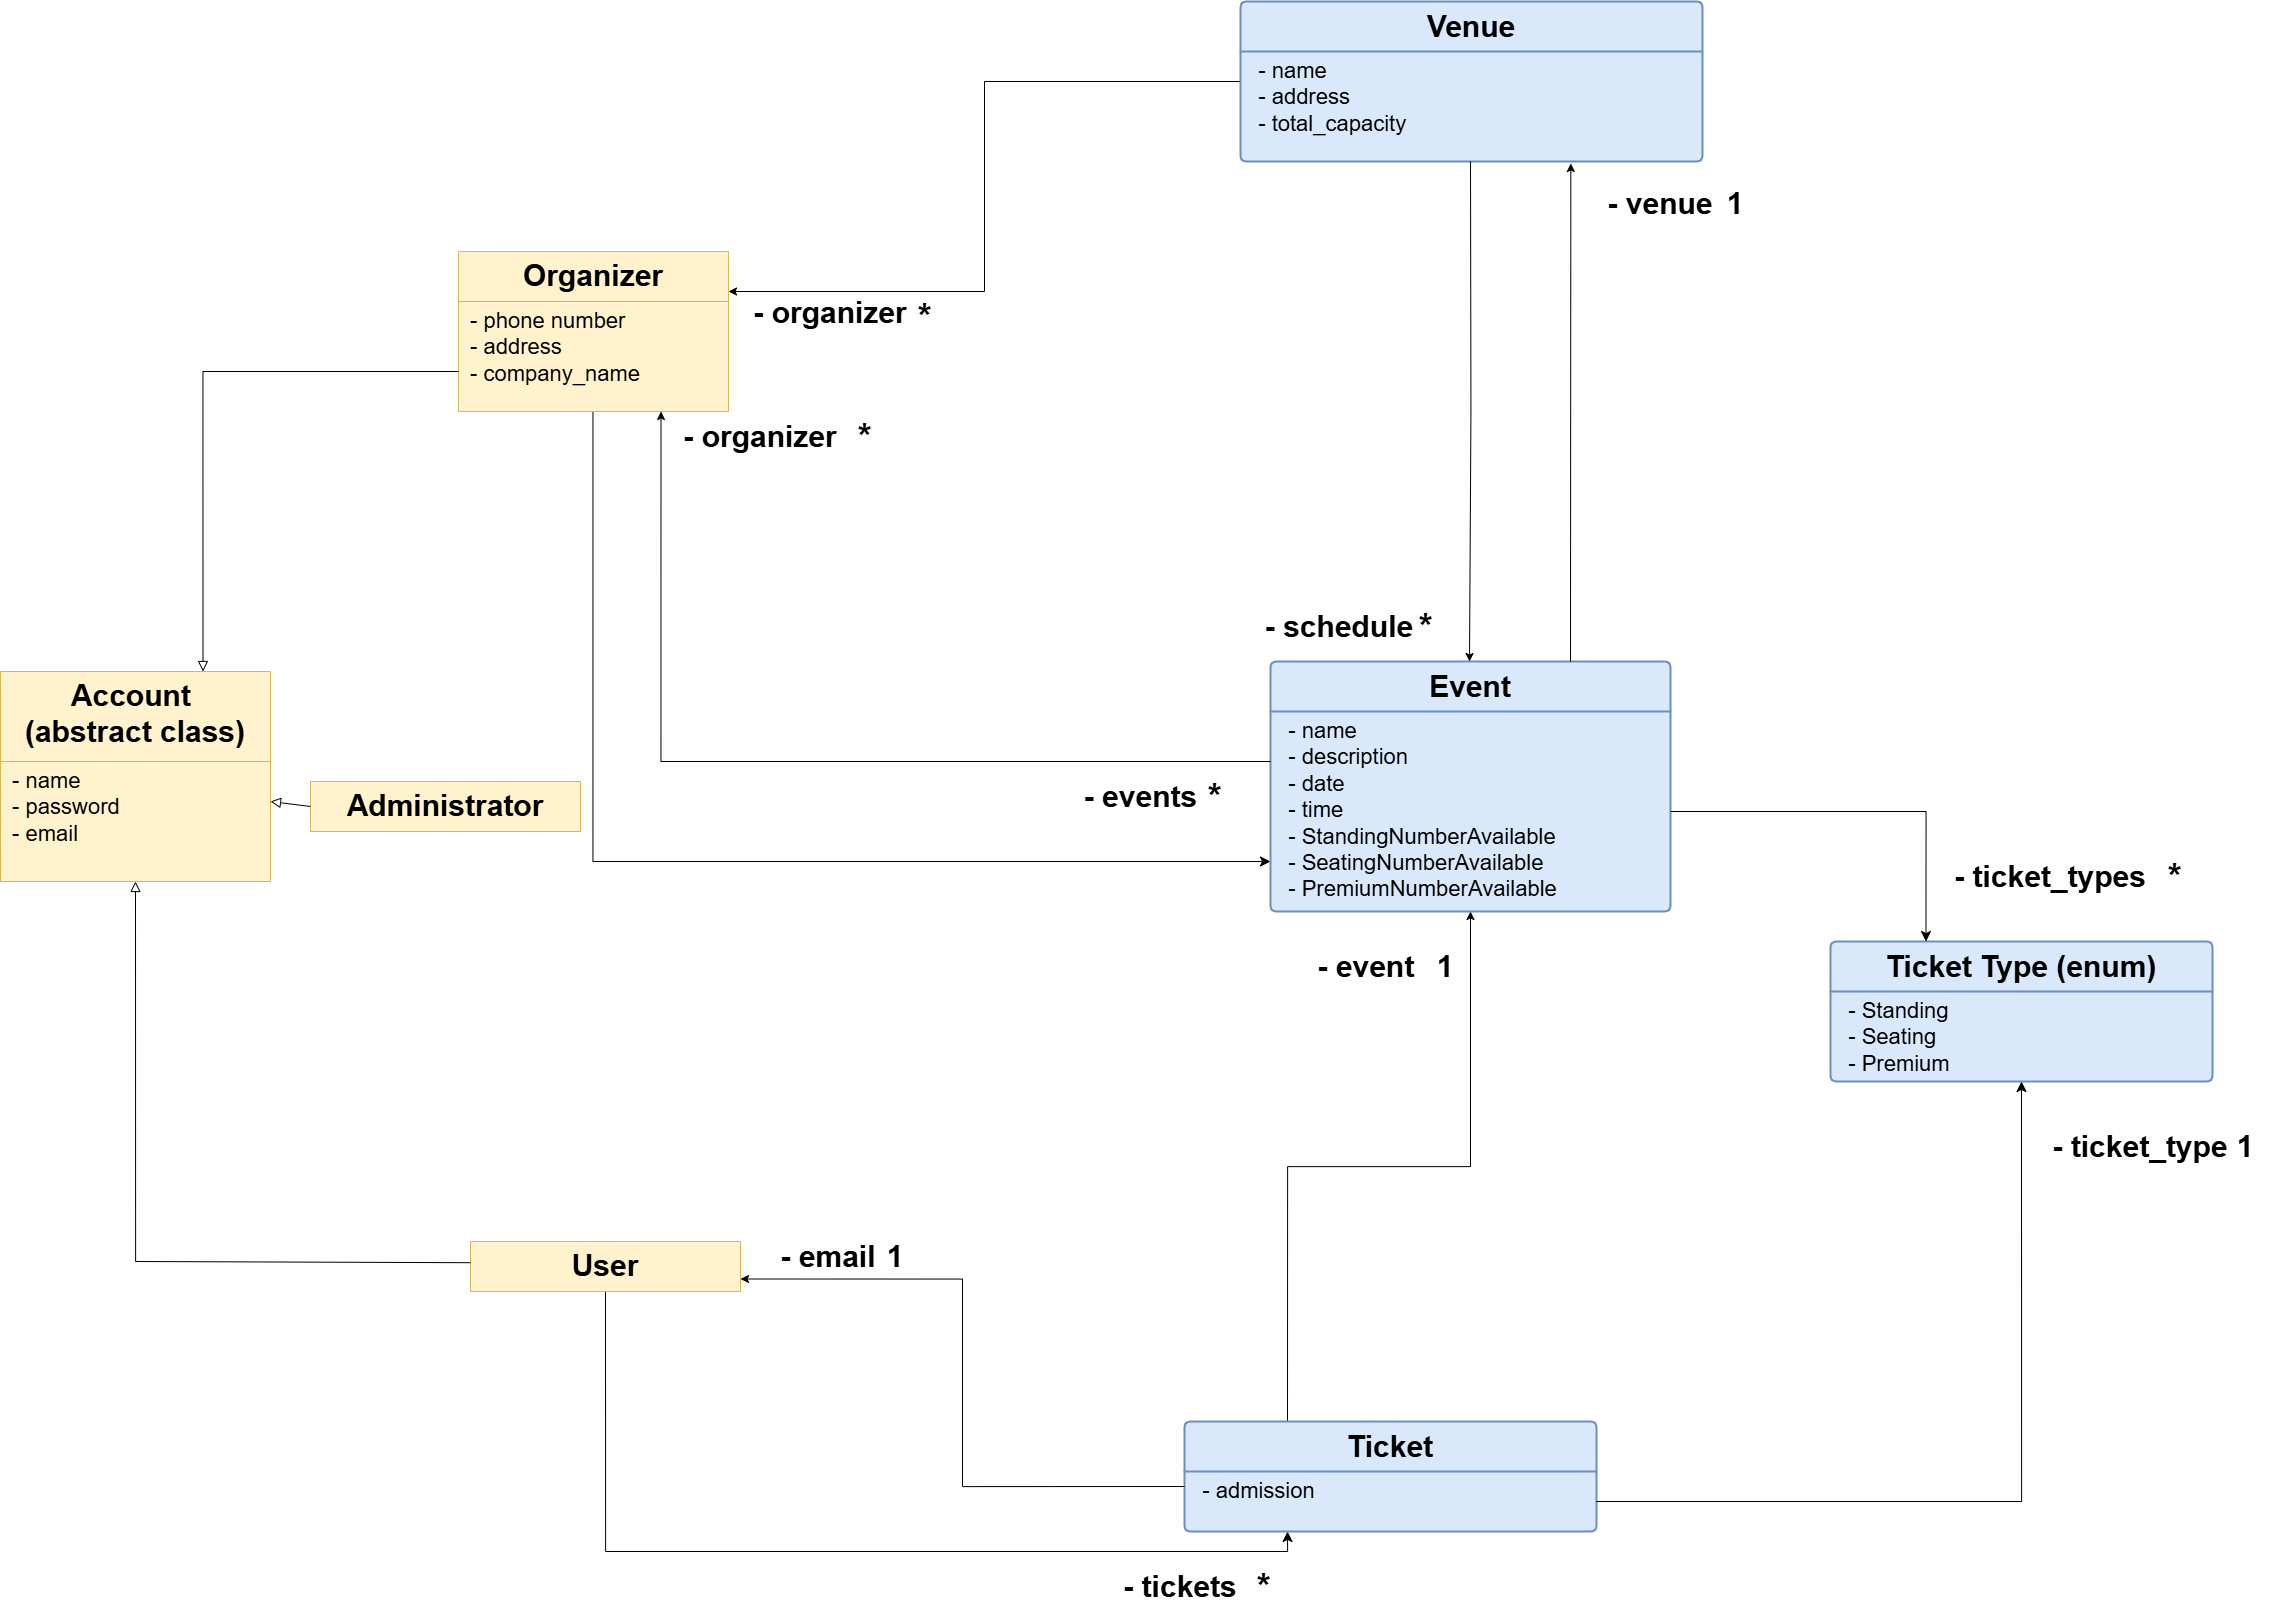 Venue
- name
- address
- total_capacity
- venue 1
Organizer
- phone number
- address
- company_name
- organizer *
- organizer *
- schedule *
Account
(abstract class)
- name
- password
- email
Administrator
Event
- name
- description
- date
- time
- StandingNumberAvailable
- SeatingNumberAvailable
- PremiumNumberAvailable
- events *
- ticket_types *
- event 1
Ticket Type (enum)
- Standing
- Seating
- Premium
- ticket_type 1
User
- email 1
Ticket
- admission
- tickets *